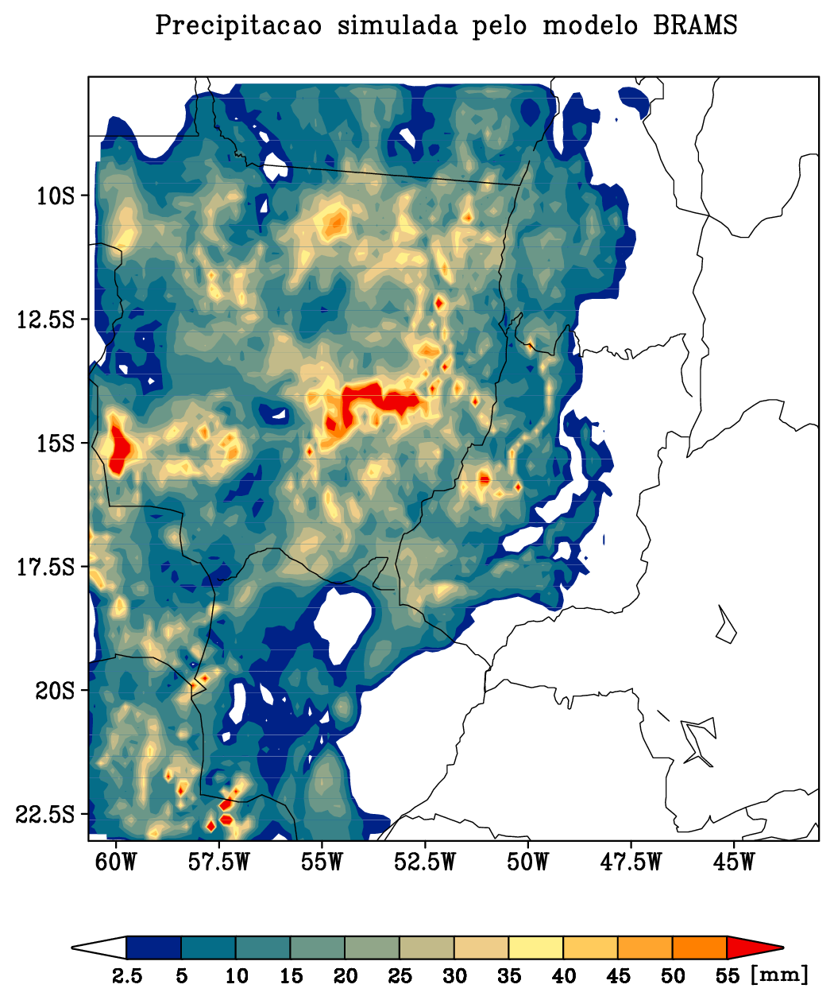 Precipitacao simulada pelo modelo BRAMS
10S
12.5S
15S
17.5S
20S
22.5S
60W 57.5W 55W 52.5W 50W 47.5W 45W
2.5 5 10 15 20 25 30 35 40 45 50 55 [mm]